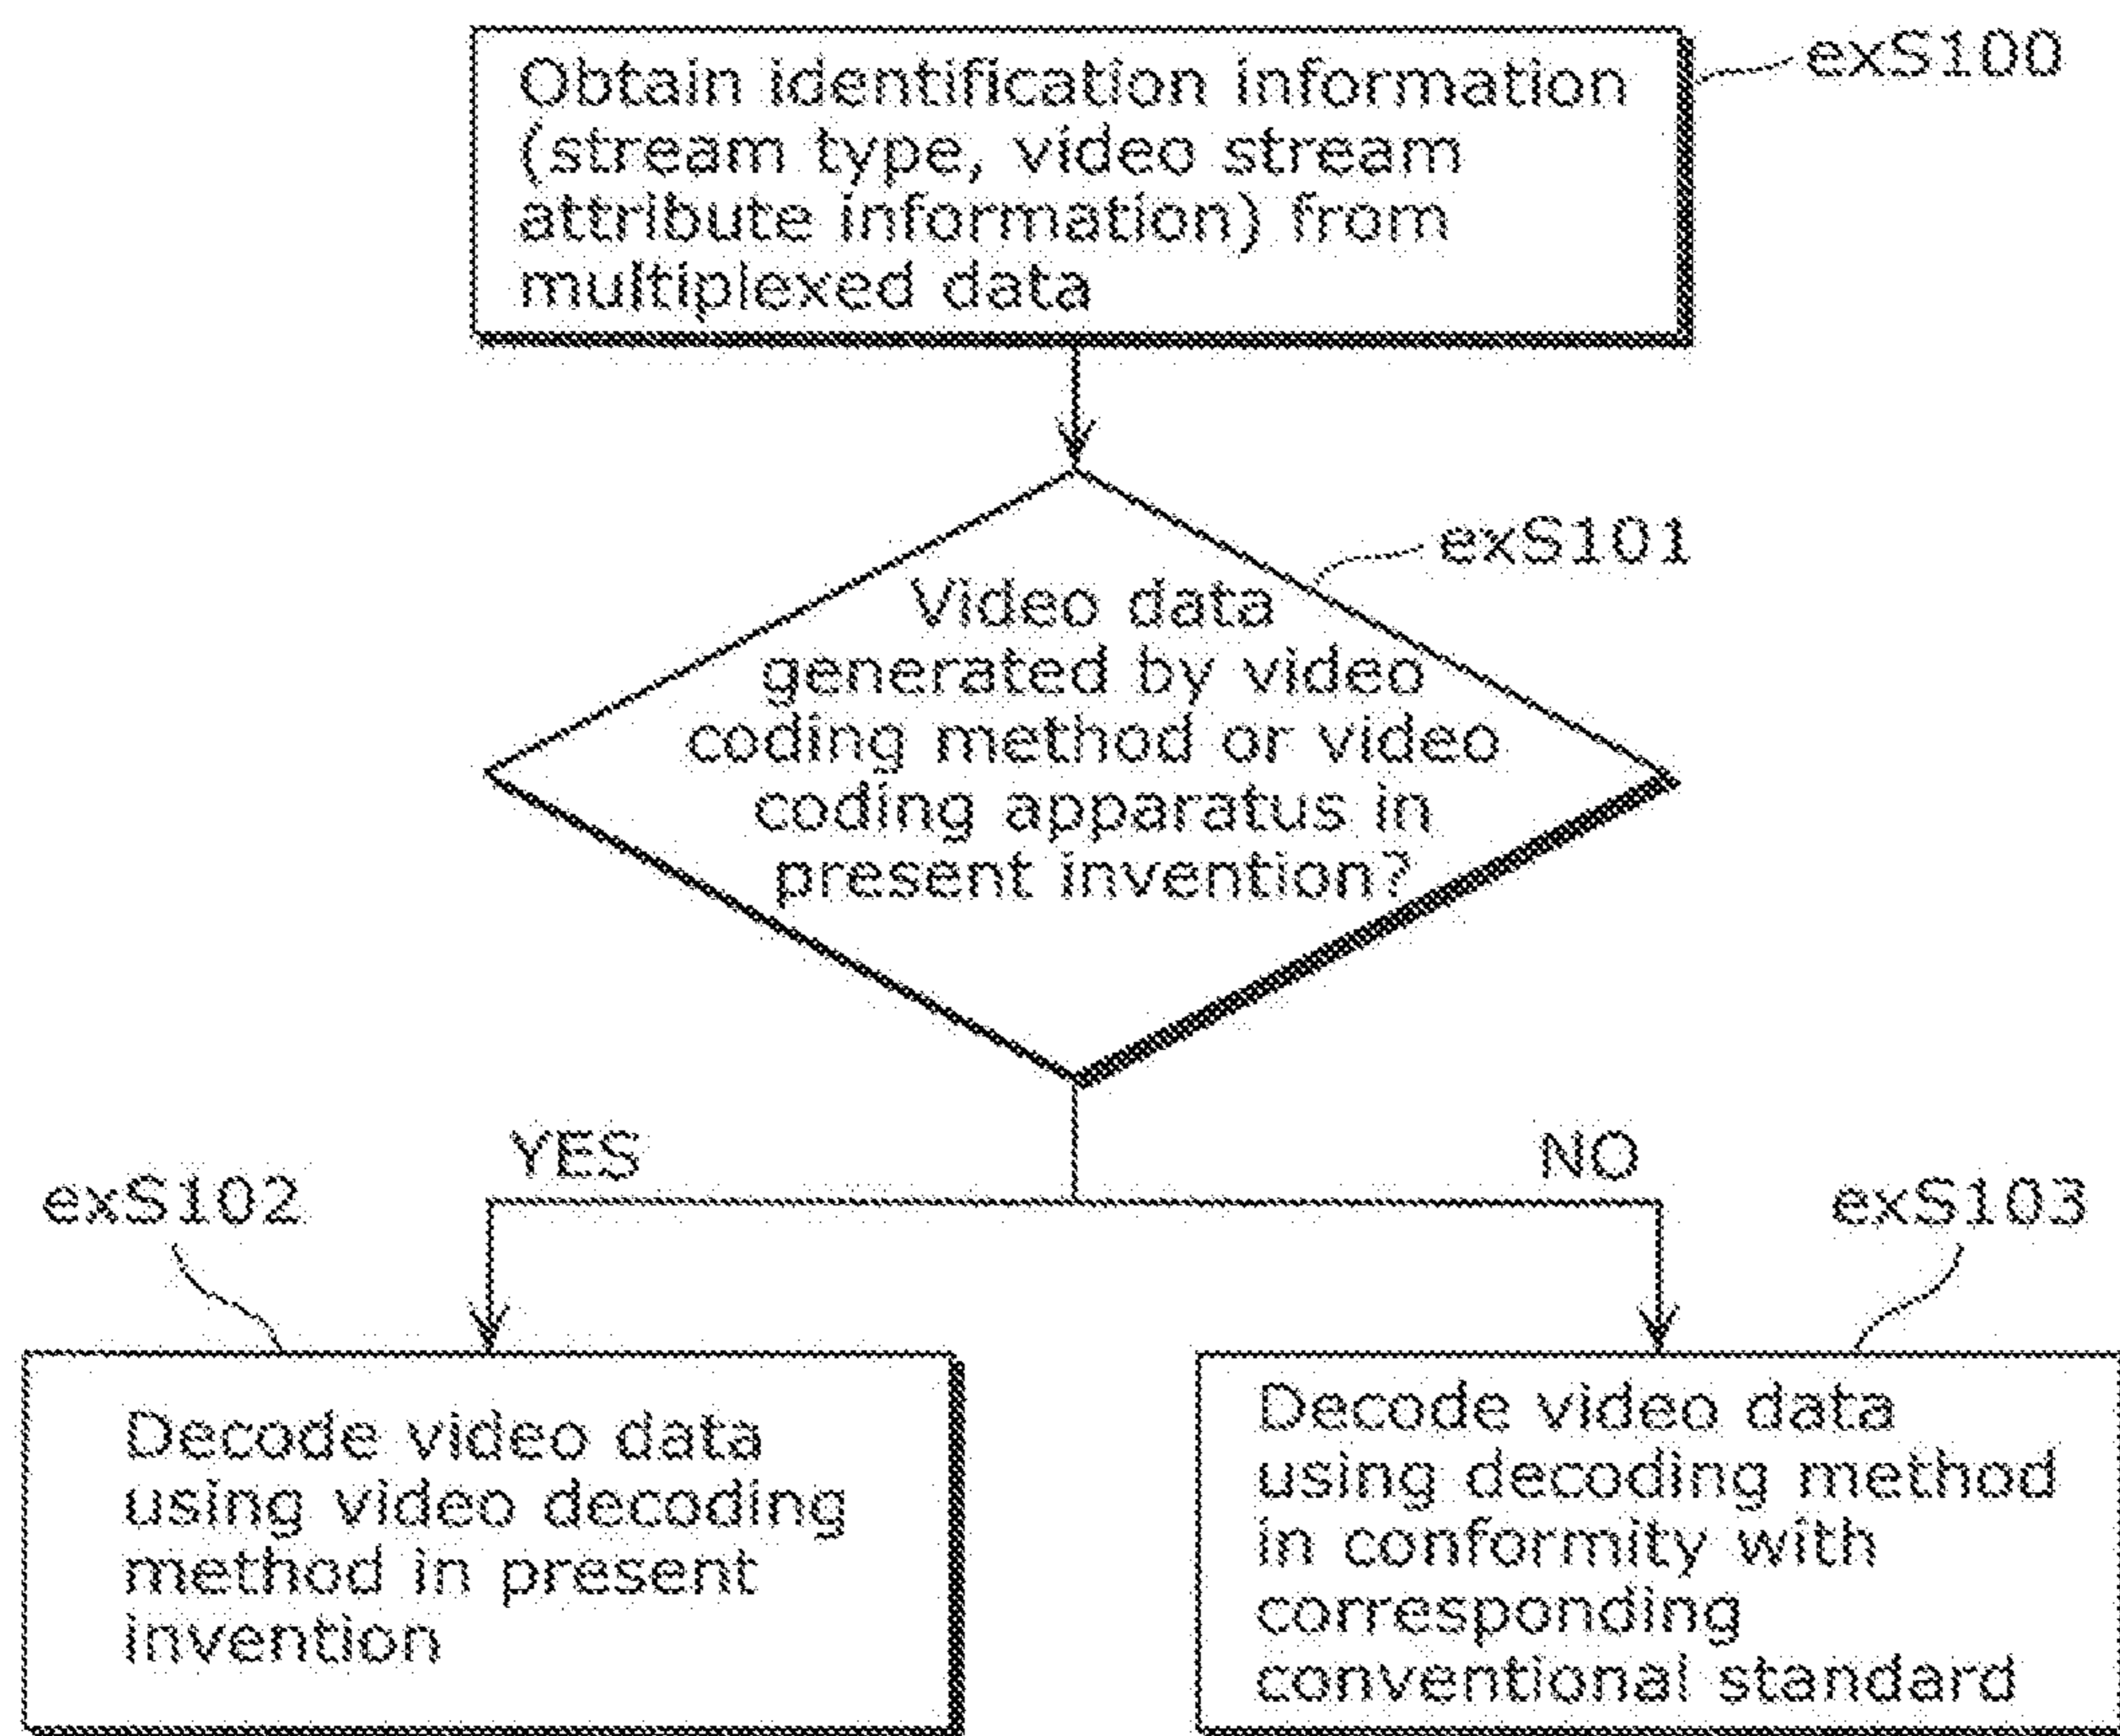 Obtain identification information
(stream type, video stream
attribute information) from
multiplexed data
exS100
exS101
Video data
generated by video
coding method or video
coding apparatus in
present invention?
YES
NO
exS102
exS103
Decode video data
using video decoding
method in present
invention
Decode video data
using decoding method
in conformity with
corresponding
conventional standard